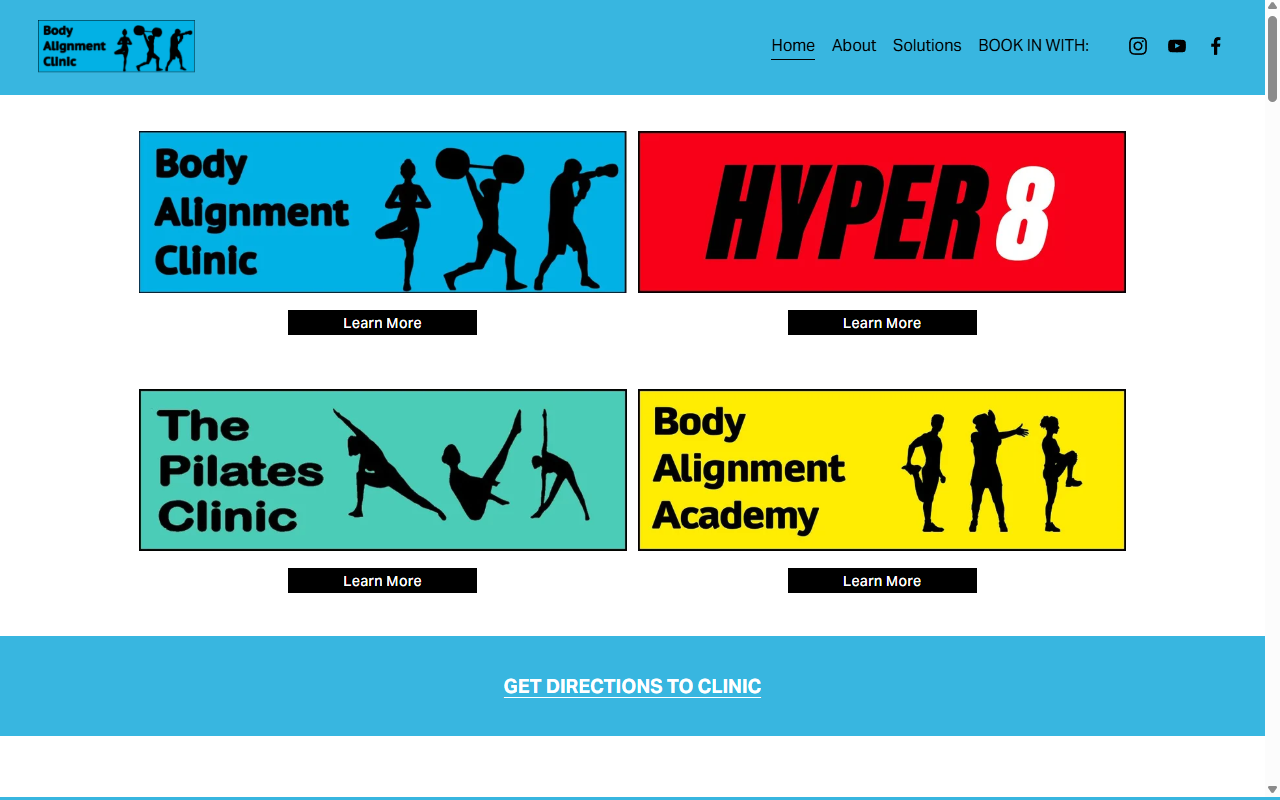 Body
Alignment
Clinic
Home About Solutions BOOK IN WITH:
Body
Alignment
Clinic
HYPER 8
Learn More
Learn More
The
Pilates
Clinic
Body
Alignment
Academy
Learn More
Learn More
GET DIRECTIONS TO CLINIC